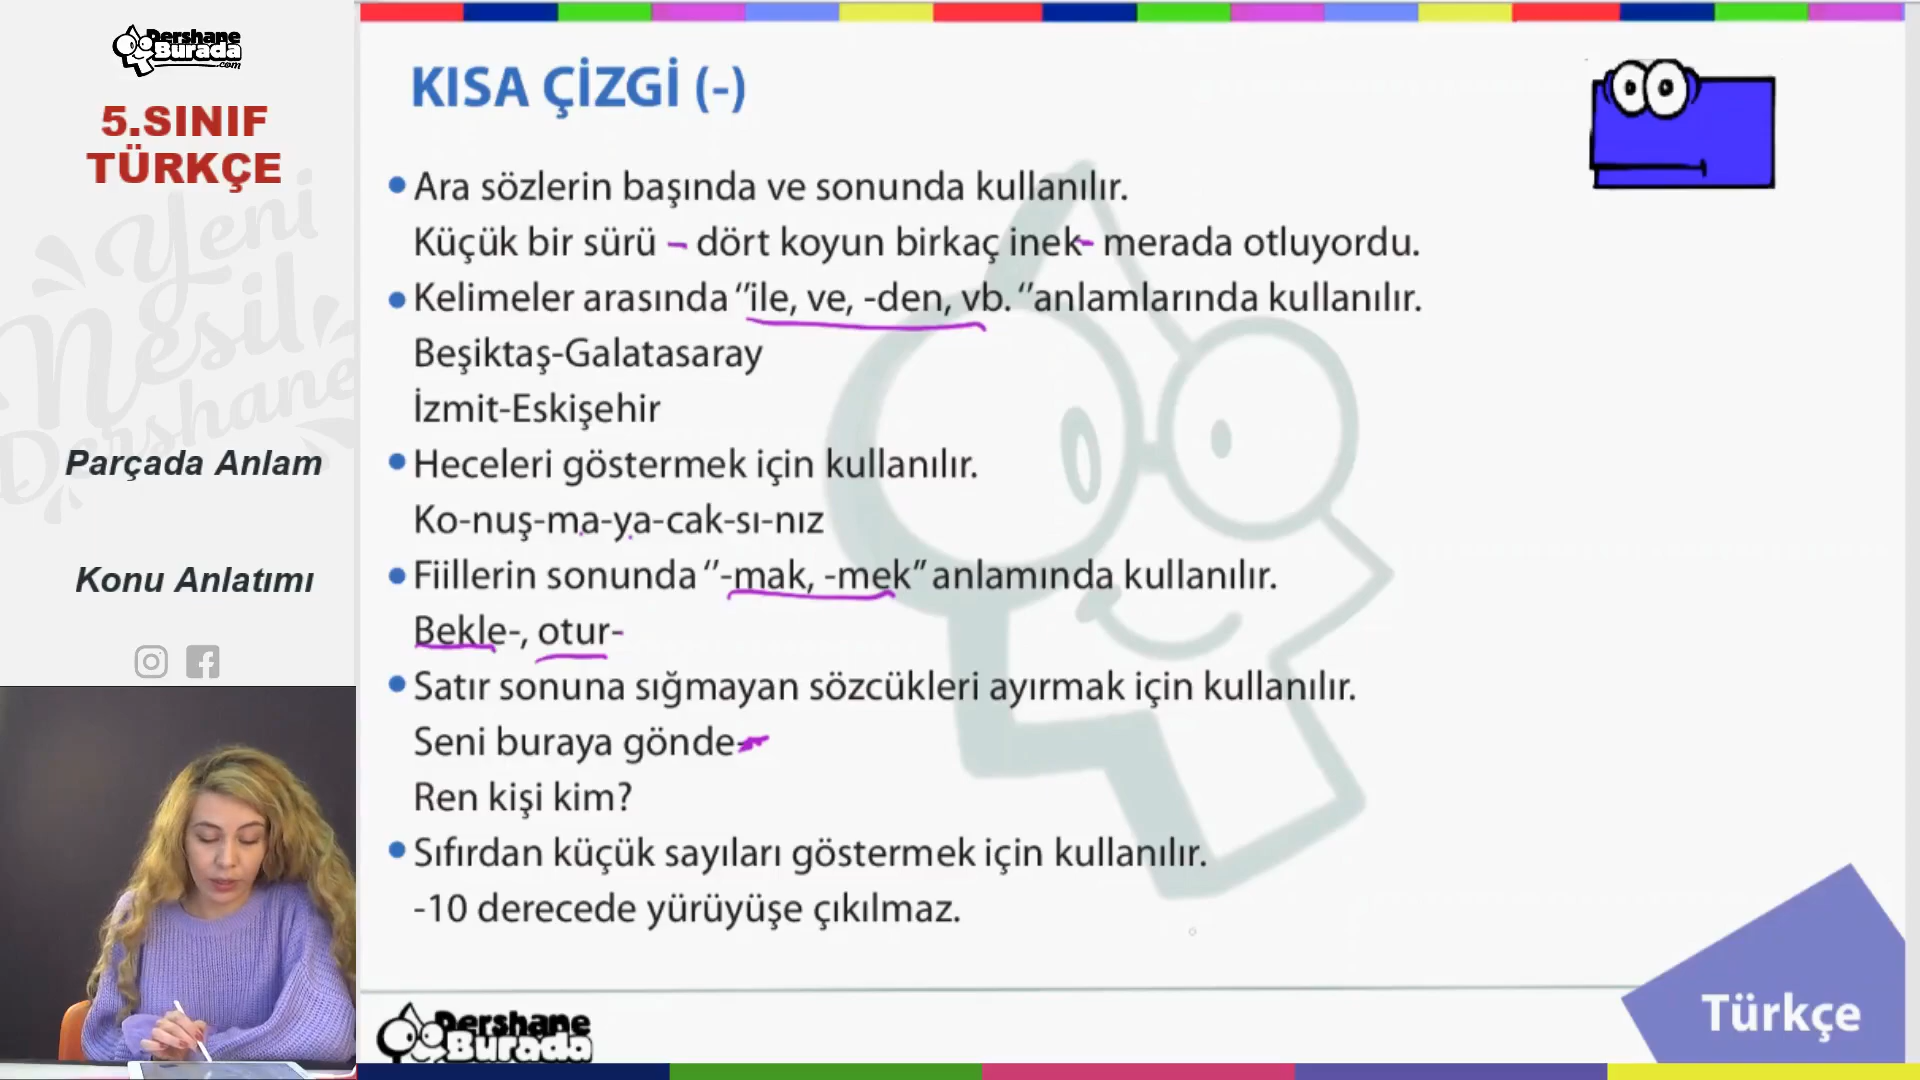 Dershane
Burada
.com
5.SINIF
TÜRKÇE
Yeni
Nesil
Dershane
Parçada Anlam
Konu Anlatımı
KISA ÇİZGİ (-)
Ara sözlerin başında ve sonunda kullanılır.
Küçük bir sürü - dört koyun birkaç inek- merada otluyordu.
Kelimeler arasında ‘’ile, ve, -den, vb. ‘’anlamlarında kullanılır.
Beşiktaş-Galatasaray
İzmit-Eskişehir
Heceleri göstermek için kullanılır.
Ko-nuş-ma-ya-cak-sı-nız
Fiillerin sonunda ‘’-mak, -mek’’ anlamında kullanılır.
Bekle-, otur-
Satır sonuna sığmayan sözcükleri ayırmak için kullanılır.
Seni buraya gönde-
Ren kişi kim?
Sıfırdan küçük sayıları göstermek için kullanılır.
-10 derecede yürüyüşe çıkılmaz.
Dershane
Burada
Türkçe